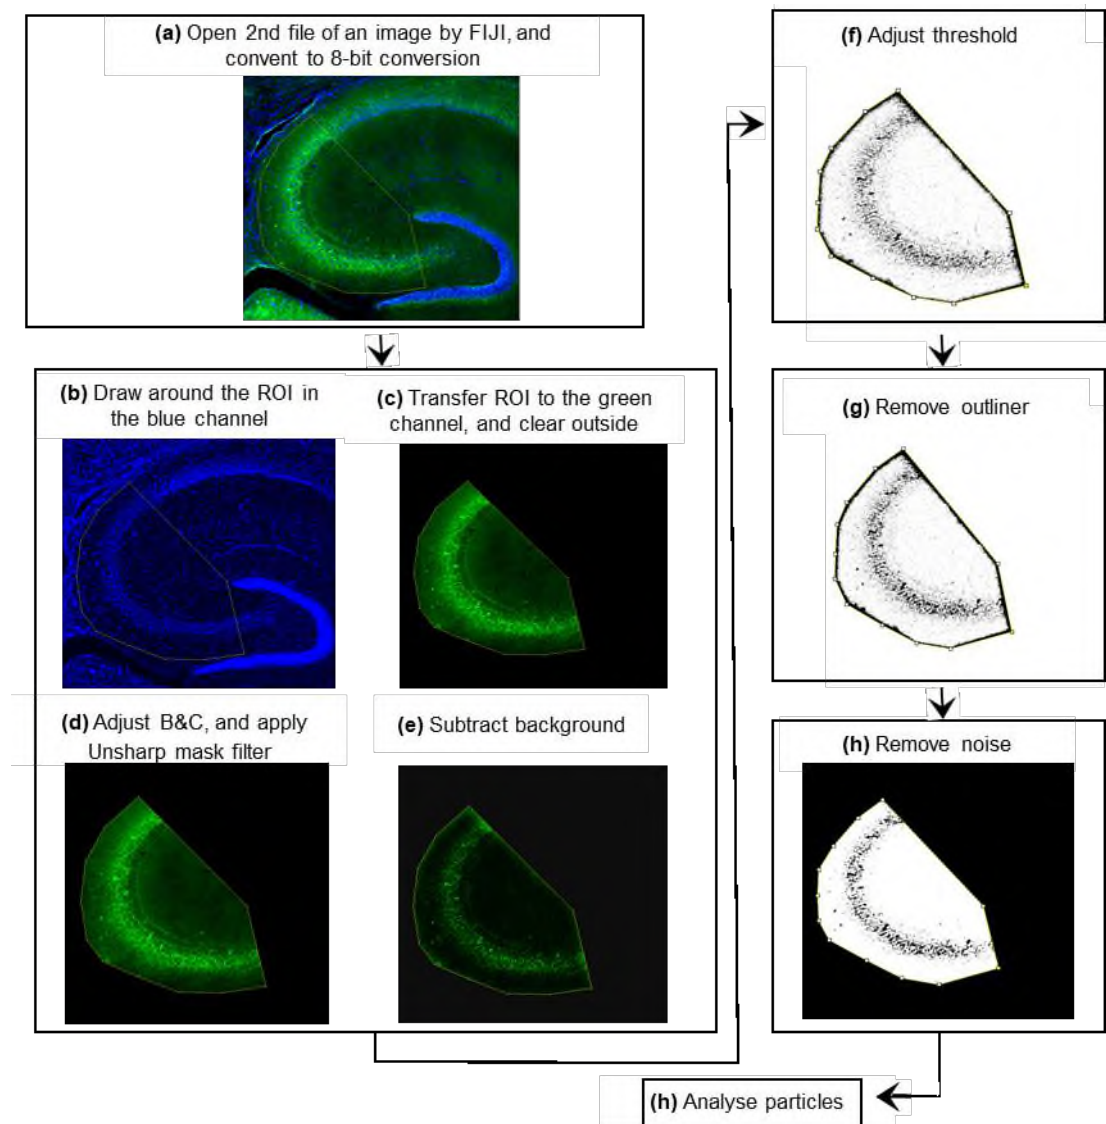 (a) Open 2nd file of an image by FIJI, and
convent to 8-bit conversion
(b) Draw around the ROI in
the blue channel
(c) Transfer ROI to the green
channel, and clear outside
(d) Adjust B&C, and apply
Unsharp mask filter
(e) Subtract background
(f) Adjust threshold
(g) Remove outliner
(h) Remove noise
(h) Analyse particles